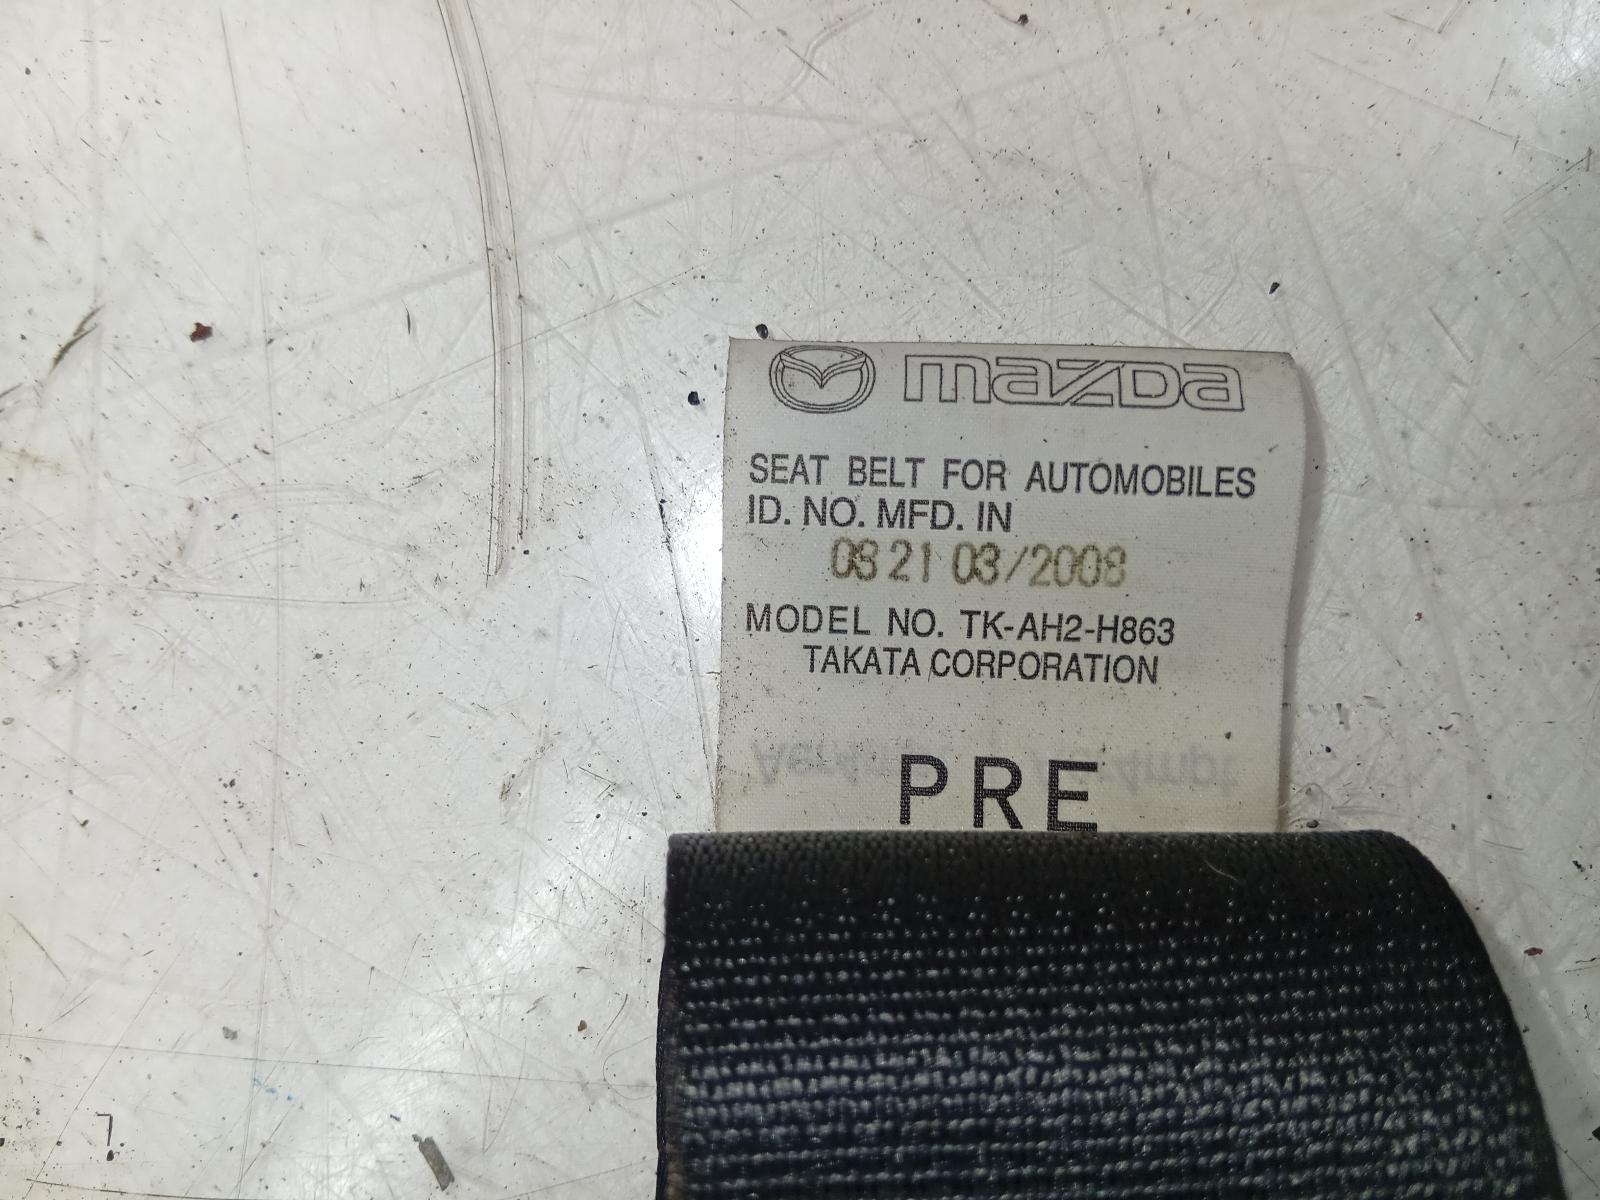 mazda
SEAT BELT FOR AUTOMOBILES
ID. NO. MFD. IN
08 21 03/2008
MODEL NO. TK-AH2-H863
TAKATA CORPORATION
PRE